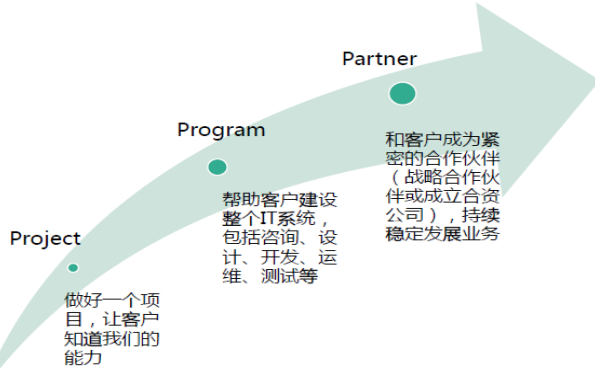 Project
做好一个项
目，让客户
知道我们的
能力
Program
帮助客户建设
整个IT系统，
包括咨询、设
计、开发、运
维、测试等
Partner
和客户成为紧
密的合作伙伴
（战略合作伙
伴或成立合资
公司），持续
稳定发展业务